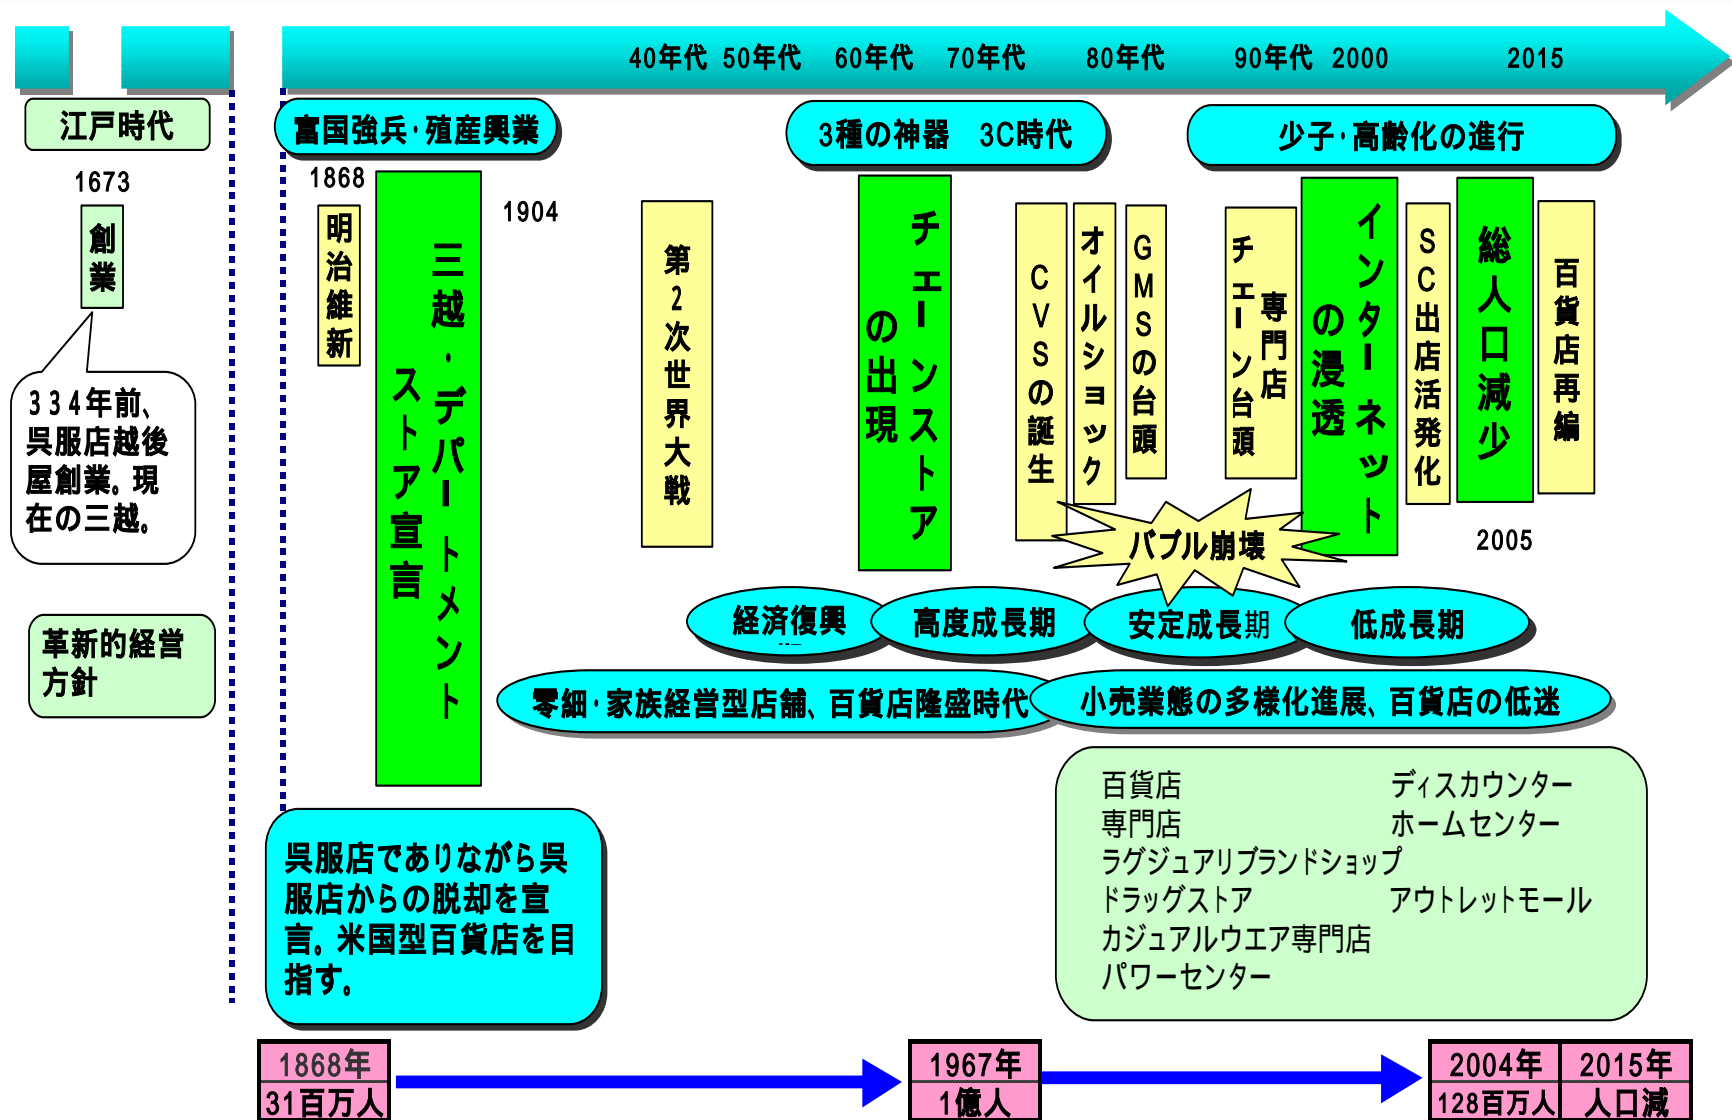 40年代 50年代 60年代 70年代 80年代 90年代 2000 2015
江戸時代
1673
創業
334年前、
呉服店越後
屋創業。現
在の三越。
革新的経営
方針
富国強兵・殖産興業
1868
明治維新
1904
三越・デパートメント
ストア宣言
呉服店でありながら呉
服店からの脱却を宣
言。米国型百貨店を目
指す。
第2次世界大戦
3種の神器 3C時代
チェーンストア
の出現
CVSの誕生
オイルショック
GMSの台頭
少子・高齢化の進行
専門店
チェーン台頭
インターネット
の浸透
SC出店活発化
総人口減少
2005
百貨店再編
バブル崩壊
経済復興
高度成長期
安定成長期
低成長期
零細・家族経営型店舗、百貨店隆盛時代
小売業態の多様化進展、百貨店の低迷
百貨店 ディスカウンター
専門店 ホームセンター
ラグジュアリブランドショップ
ドラッグストア アウトレットモール
カジュアルウエア専門店
パワーセンター
1868年
31百万人
1967年
1億人
2004年 2015年
128百万人 人口減